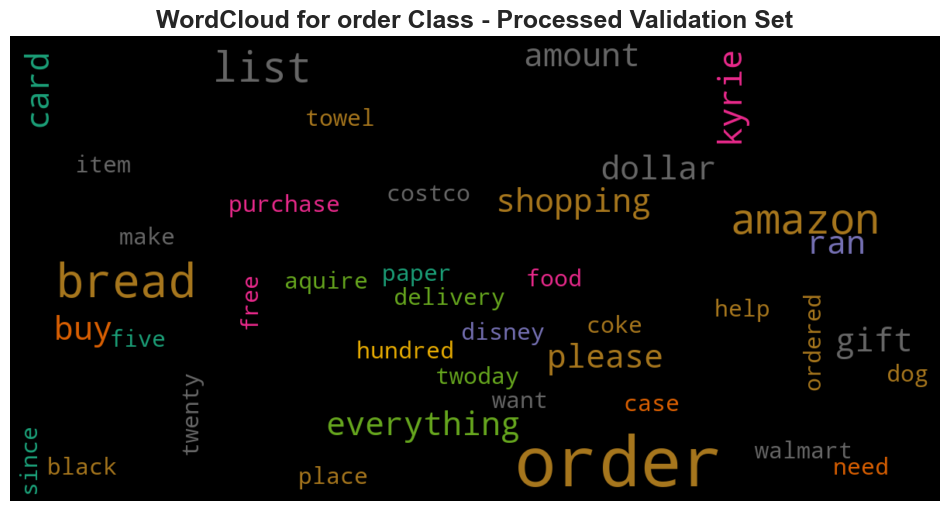 WordCloud for order Class - Processed Validation Set
card
list
amount
kyrie
towel
item
dollar
purchase
costco
shopping
amazon
make
ran
bread
free
aquire
paper
food
delivery
help
ordered
buy
five
disney
coke
gift
hundred
please
twoday
dog
twenty
want
case
everything
since
black
place
order
walmart
need